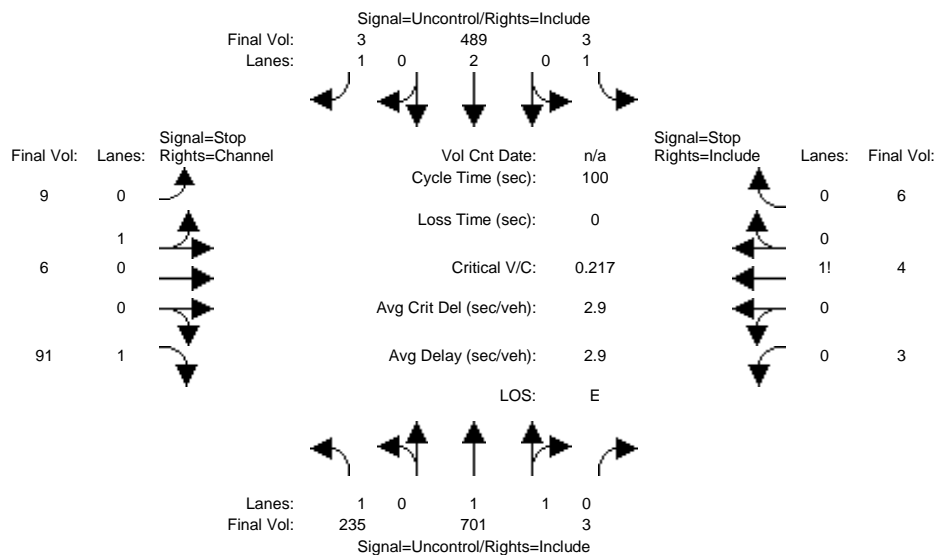 Signal=Uncontrol/Rights=Include
Final Vol: 3 489 3
Lanes: 1 0 2 0 1
Signal=Stop Signal=Stop
Final Vol: Lanes: Rights=Channel Vol Cnt Date: n/a Rights=Include Lanes: Final Vol:
Cycle Time (sec): 100
9 0 0 6
Loss Time (sec): 0
1 0
6 0 Critical V/C: 0.217 1! 4
0 Avg Crit Del (sec/veh): 2.9 0
91 1 Avg Delay (sec/veh): 2.9 0 3
LOS: E
Lanes: 1 0 1 1 0
Final Vol: 235 701 3
Signal=Uncontrol/Rights=Include